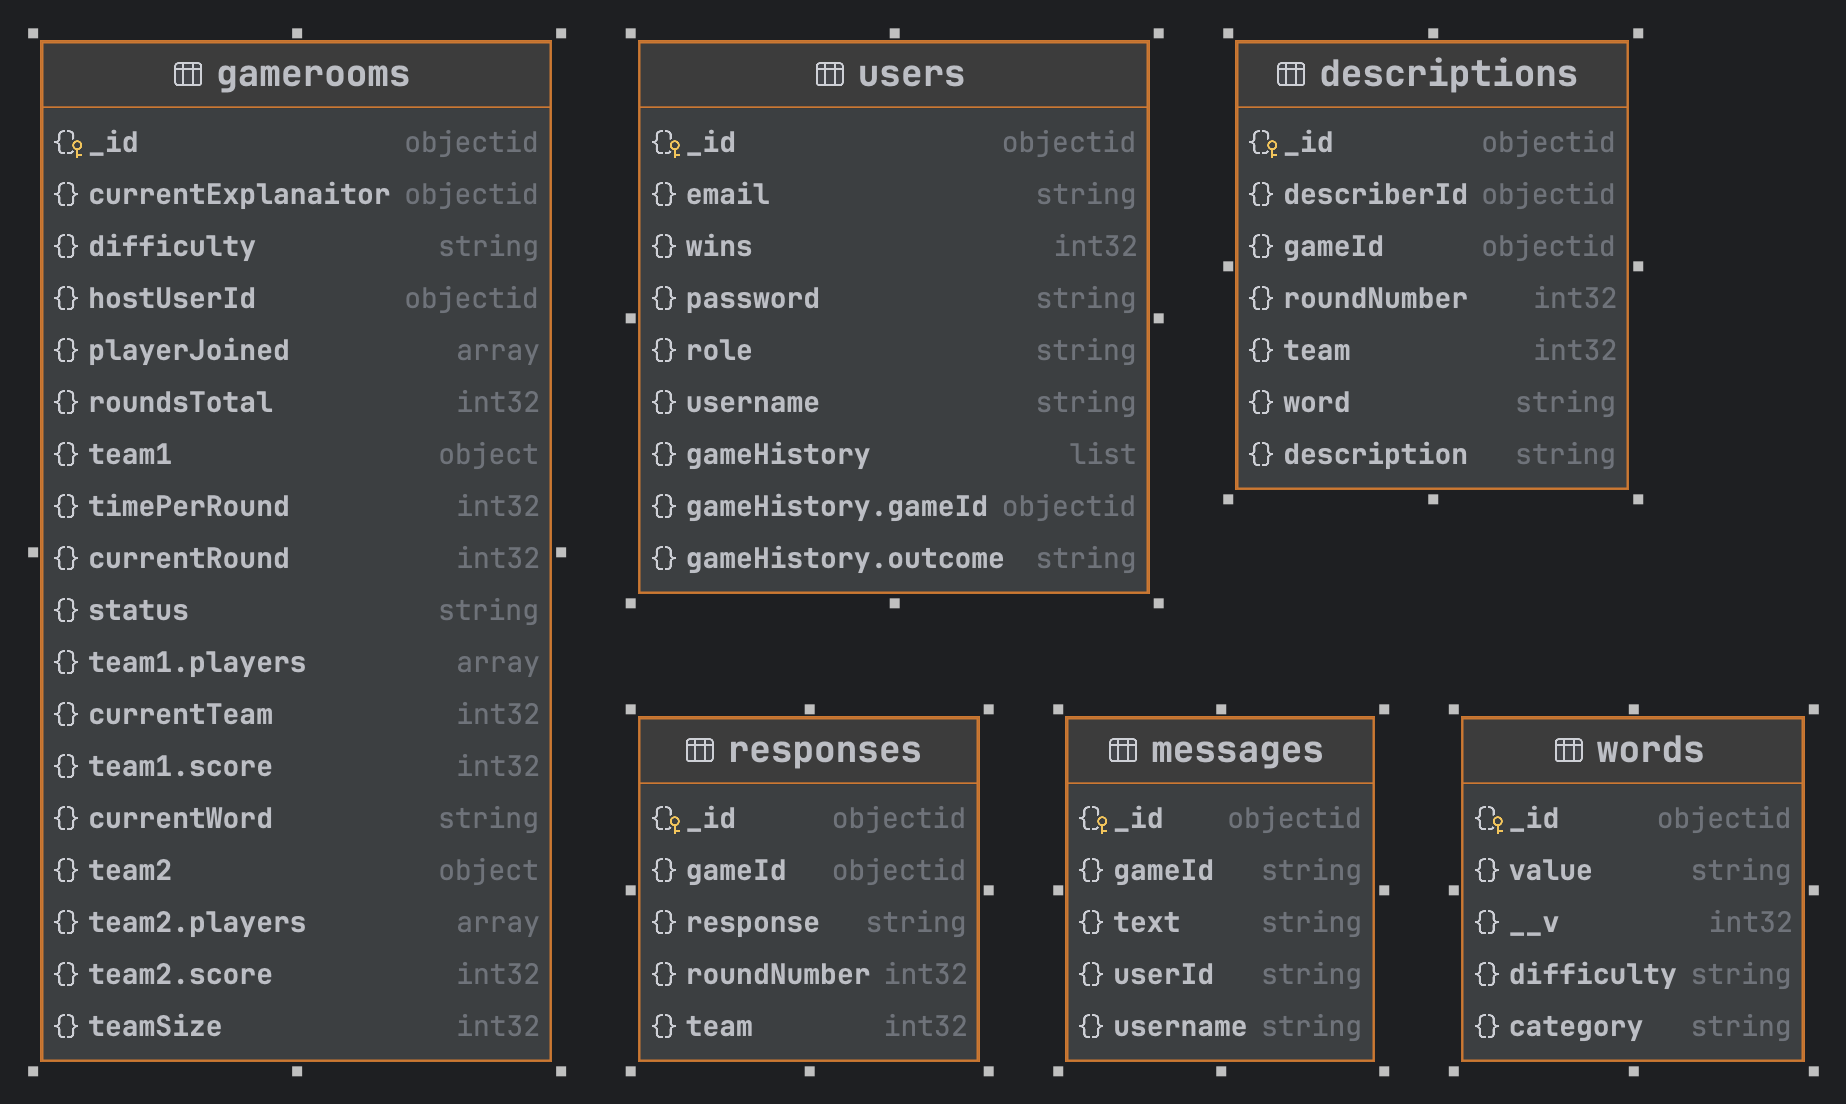 gamerooms
_id objectid
currentExplanaitor objectid
difficulty string
hostUserId objectid
playerJoined array
roundsTotal int32
team1 object
timePerRound int32
currentRound int32
status string
team1.players array
currentTeam int32
team1.score int32
currentWord string
team2 object
team2.players array
team2.score int32
teamSize int32
users
_id objectid
email string
wins int32
password string
role string
username string
gameHistory list
gameHistory.gameId objectid
gameHistory.outcome string
descriptions
_id objectid
describerId objectid
gameId objectid
roundNumber int32
team int32
word string
description string
responses
_id objectid
gameId objectid
response string
roundNumber int32
team int32
messages
_id objectid
gameId string
text string
userId string
username string
words
_id objectid
value string
__v int32
difficulty string
category string